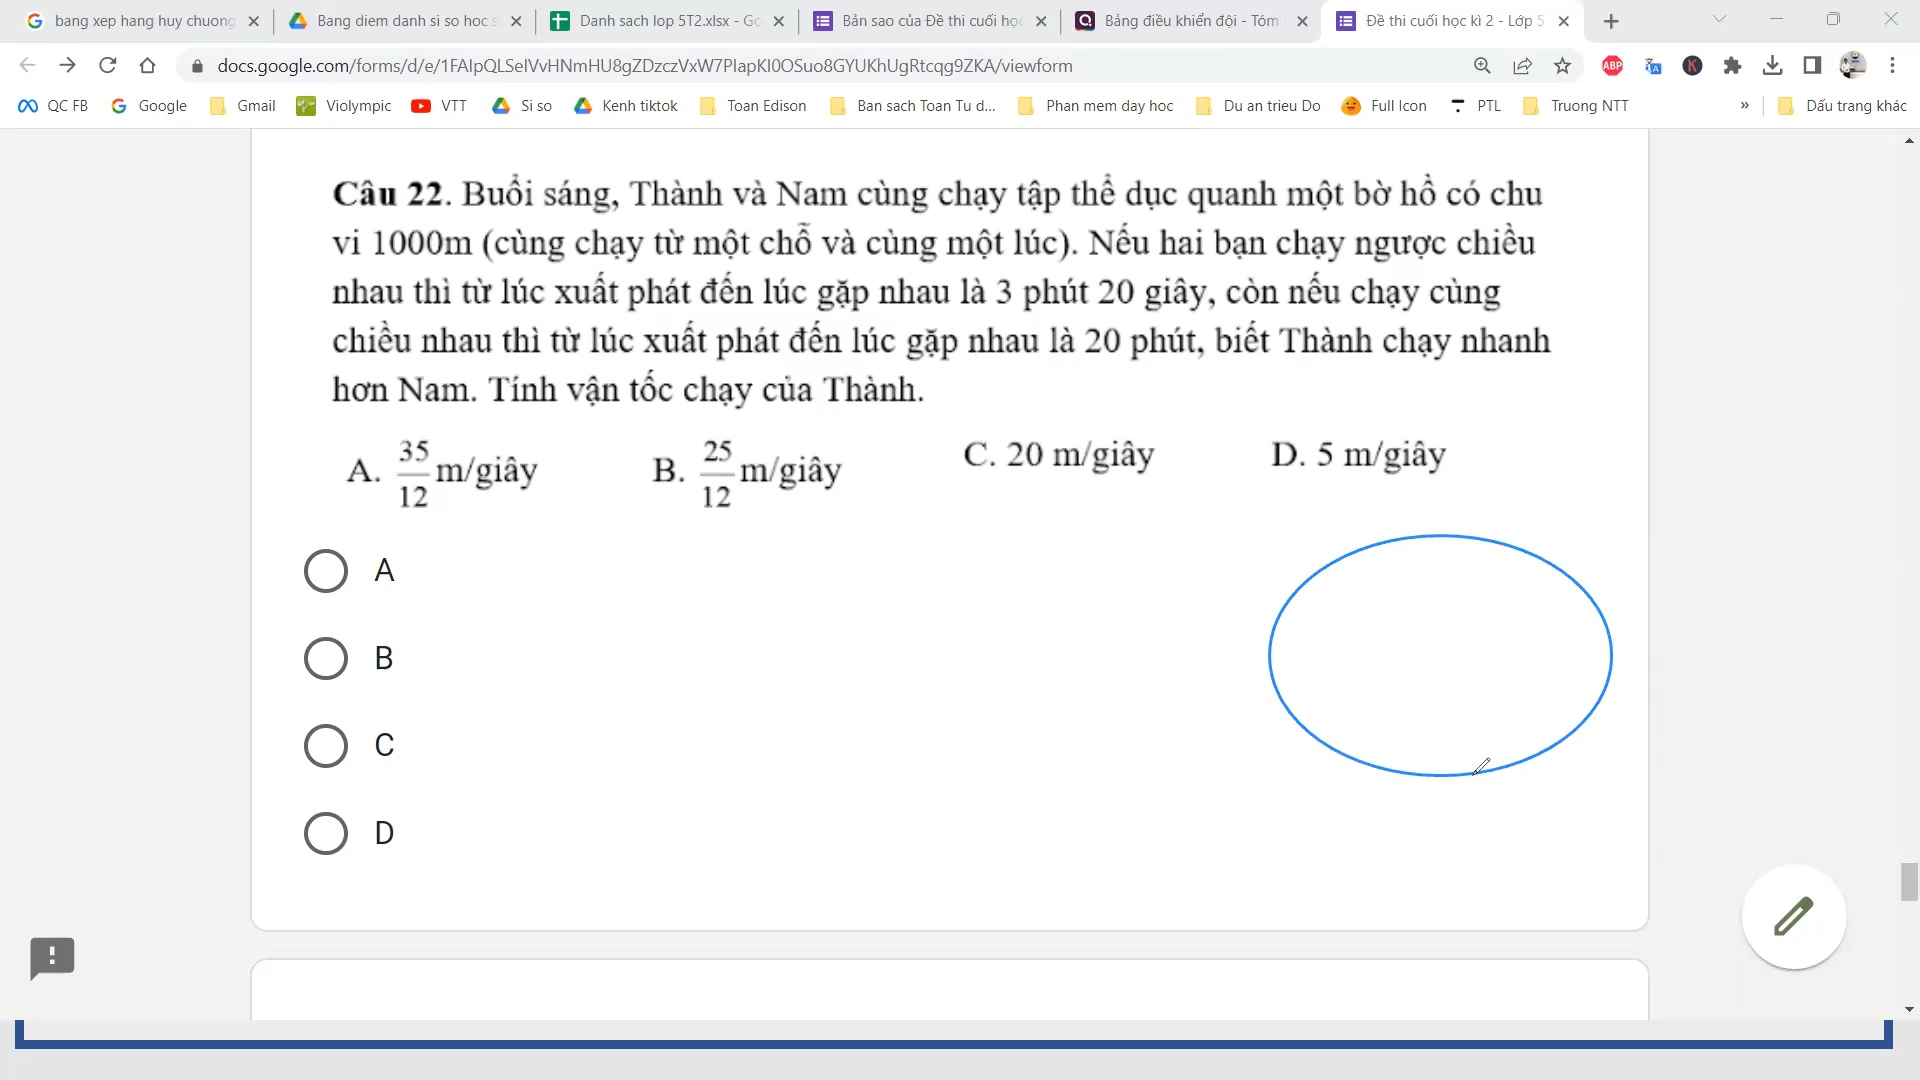 bang xep hang huy chuong
Bang diem danh si so hoc s
Danh sach lop 5T2.xlsx - Go
Bản sao của Đề thi cuối học
Bảng điều khiển đội - Tóm
Đề thi cuối học kì 2 - Lớp 5
docs.google.com/forms/d/e/1FAIpQLSelVvHNmHU8gZDzczVxW7PIapKI0OSuo8GYUKhUgRtcqg9ZKA/viewform
ABP
K
QC FB
Google
Gmail
Violympic
VTT
Si so
Kenh tiktok
Toan Edison
Ban sach Toan Tu d...
Phan mem day hoc
Du an trieu Do
Full Icon
PTL
Truong NTT
»
Dấu trang khác
Câu 22. Buổi sáng, Thành và Nam cùng chạy tập thể dục quanh một bờ hồ có chu
vi 1000m (cùng chạy từ một chỗ và cùng một lúc). Nếu hai bạn chạy ngược chiều
nhau thì từ lúc xuất phát đến lúc gặp nhau là 3 phút 20 giây, còn nếu chạy cùng
chiều nhau thì từ lúc xuất phát đến lúc gặp nhau là 20 phút, biết Thành chạy nhanh
hơn Nam. Tính vận tốc chạy của Thành.
A. 35/12 m/giây
B. 25/12 m/giây
C. 20 m/giây
D. 5 m/giây
A
B
C
D